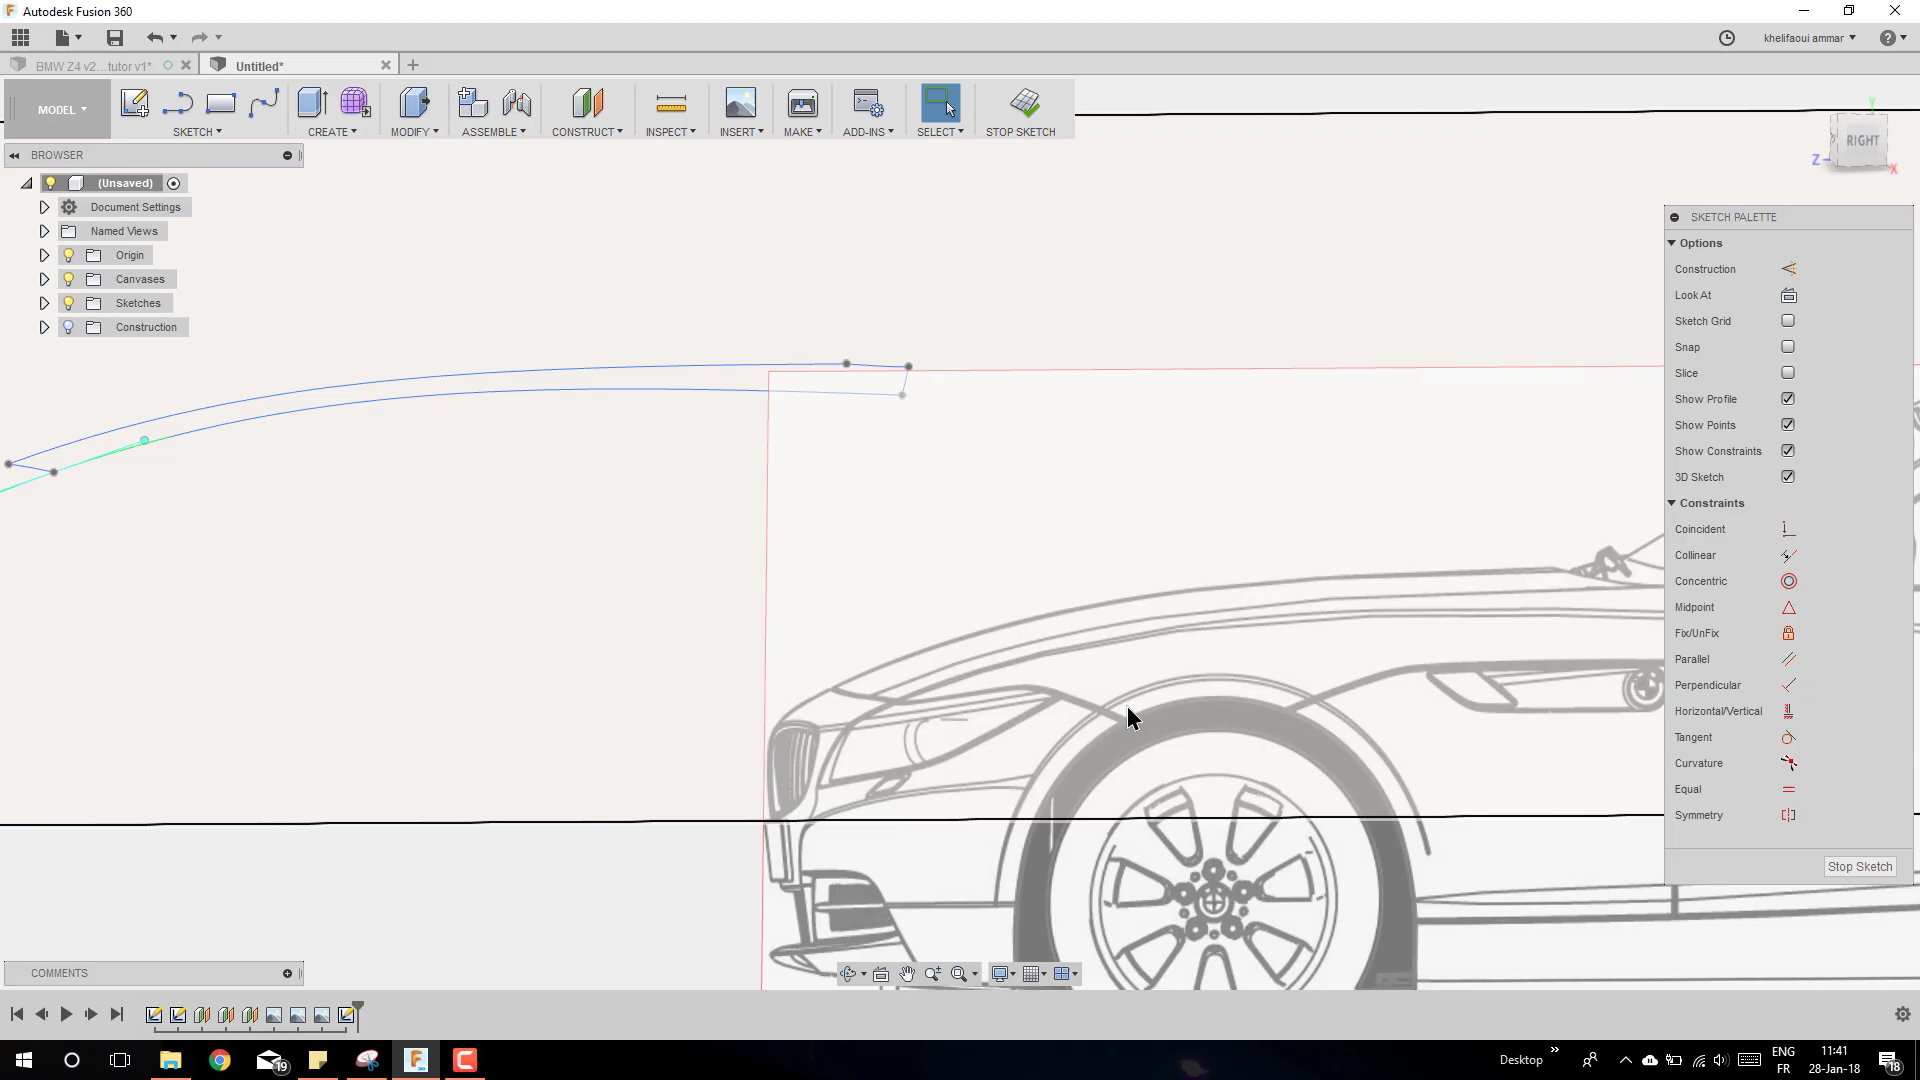 Autodesk Fusion 360
khelifaoui ammar
BMW Z4 v2...tutor v1*
Untitled*
MODEL
SKETCH
CREATE
MODIFY
ASSEMBLE
CONSTRUCT
INSPECT
INSERT
MAKE
ADD-INS
SELECT
STOP SKETCH
BROWSER
(Unsaved)
Document Settings
Named Views
Origin
Canvases
Sketches
Construction
Y
RIGHT
Z
X
SKETCH PALETTE
Options
Construction
Look At
Sketch Grid
Snap
Slice
Show Profile
Show Points
Show Constraints
3D Sketch
Constraints
Coincident
Collinear
Concentric
Midpoint
Fix/UnFix
Parallel
Perpendicular
Horizontal/Vertical
Tangent
Curvature
Equal
Symmetry
Stop Sketch
COMMENTS
19
Desktop
ENG
FR
11:41
28-Jan-18
18